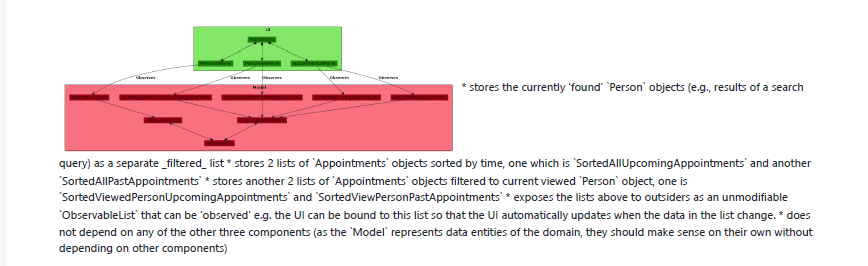 UI
Observes Observes Observes Observes Observes
Model
* stores the currently 'found' `Person` objects (e.g., results of a search
query) as a separate _filtered_ list * stores 2 lists of `Appointments` objects sorted by time, one which is `SortedAllUpcomingAppointments` and another
`SortedAllPastAppointments` * stores another 2 lists of `Appointments` objects filtered to current viewed `Person` object, one is
`SortedViewedPersonUpcomingAppointments` and `SortedViewPersonPastAppointments` * exposes the lists above to outsiders as an unmodifiable
`ObservableList` that can be 'observed' e.g. the UI can be bound to this list so that the UI automatically updates when the data in the list change. * does
not depend on any of the other three components (as the `Model` represents data entities of the domain, they should make sense on their own without
depending on other components)